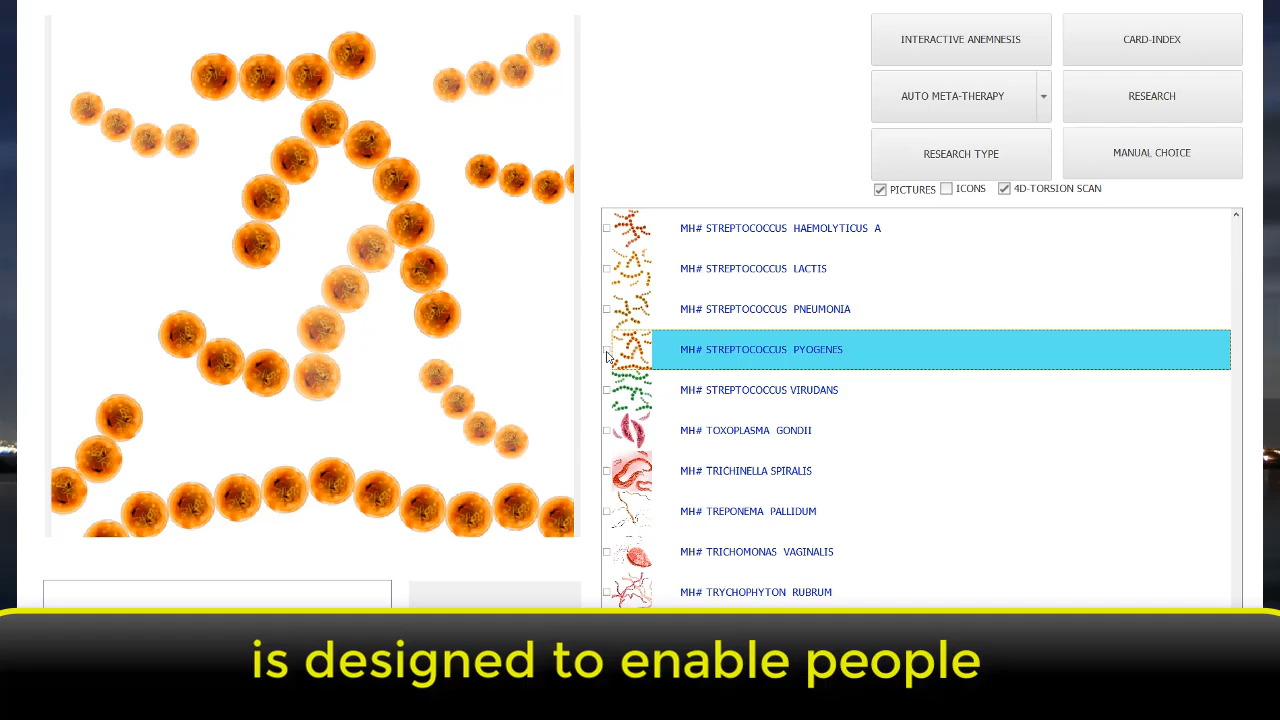 INTERACTIVE ANEMNESIS
CARD-INDEX
AUTO META-THERAPY
RESEARCH
RESEARCH TYPE
MANUAL CHOICE
PICTURES
ICONS
4D-TORSION SCAN
MH# STREPTOCOCCUS HAEMOLYTICUS A
MH# STREPTOCOCCUS LACTIS
MH# STREPTOCOCCUS PNEUMONIA
MH# STREPTOCOCCUS PYOGENES
MH# STREPTOCOCCUS VIRUDANS
MH# TOXOPLASMA GONDII
MH# TRICHINELLA SPIRALIS
MH# TREPONEMA PALLIDUM
MH# TRICHOMONAS VAGINALIS
MH# TRYCHOPHYTON RUBRUM
is designed to enable people